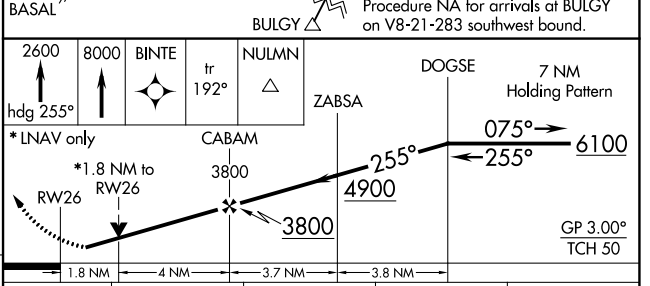 BASAL"
BULGY
Procedure NA for arrivals at BULGY
on V8-21-283 southwest bound.
2600
hdg 255°
8000
BINTE
tr
192°
NULMN
DOGSE
7 NM
Holding Pattern
ZABSA
* LNAV only
CABAM
075°
255°
6100
*1.8 NM to
RW26
3800
255°
4900
RW26
3800
GP 3.00°
TCH 50
1.8 NM
4 NM
3.7 NM
3.8 NM